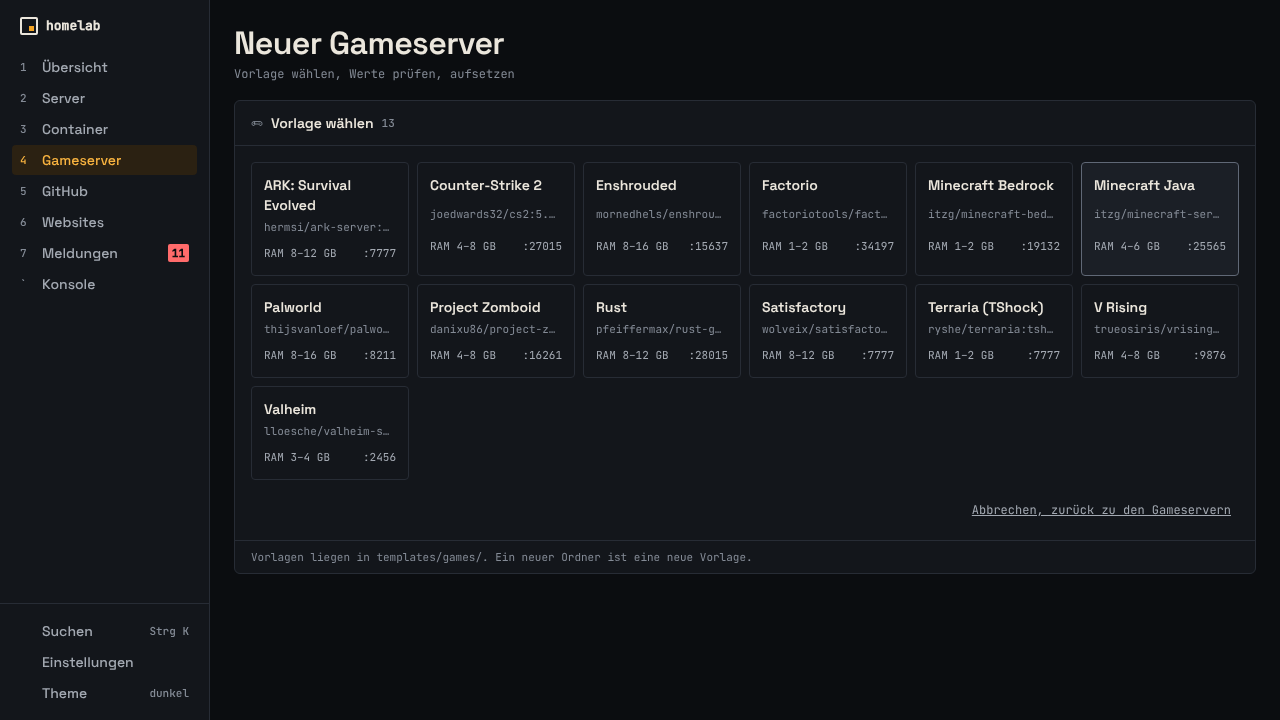 homelab
1 Übersicht
2 Server
3 Container
4 Gameserver
5 GitHub
6 Websites
7 Meldungen 11
` Konsole
Suchen Strg K
Einstellungen
Theme dunkel
Neuer Gameserver
Vorlage wählen, Werte prüfen, aufsetzen
Vorlage wählen 13
ARK: Survival
Evolved
hermsi/ark-server:…
RAM 8–12 GB :7777
Counter-Strike 2
joedwards32/cs2:5.…
RAM 4–8 GB :27015
Enshrouded
mornedhels/enshrou…
RAM 8–16 GB :15637
Factorio
factoriotools/fact…
RAM 1–2 GB :34197
Minecraft Bedrock
itzg/minecraft-bed…
RAM 1–2 GB :19132
Minecraft Java
itzg/minecraft-ser…
RAM 4–6 GB :25565
Palworld
thijsvanloef/palwo…
RAM 8–16 GB :8211
Project Zomboid
danixu86/project-z…
RAM 4–8 GB :16261
Rust
pfeiffermax/rust-g…
RAM 8–12 GB :28015
Satisfactory
wolveix/satisfacto…
RAM 8–12 GB :7777
Terraria (TShock)
ryshe/terraria:tsh…
RAM 1–2 GB :7777
V Rising
trueosiris/vrising…
RAM 4–8 GB :9876
Valheim
lloesche/valheim-s…
RAM 3–4 GB :2456
Abbrechen, zurück zu den Gameservern
Vorlagen liegen in templates/games/. Ein neuer Ordner ist eine neue Vorlage.